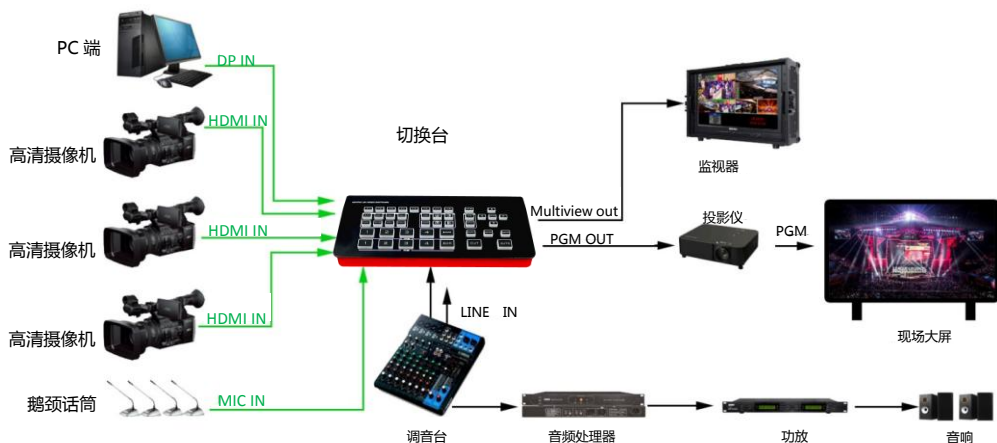 PC 端
DP IN
HDMI IN
高清摄像机
切换台
监视器
Multiview out
投影仪
高清摄像机
HDMI IN
PGM OUT
PGM
LINE IN
HDMI IN
高清摄像机
现场大屏
鹅颈话筒
MIC IN
调音台
音频处理器
功放
音响